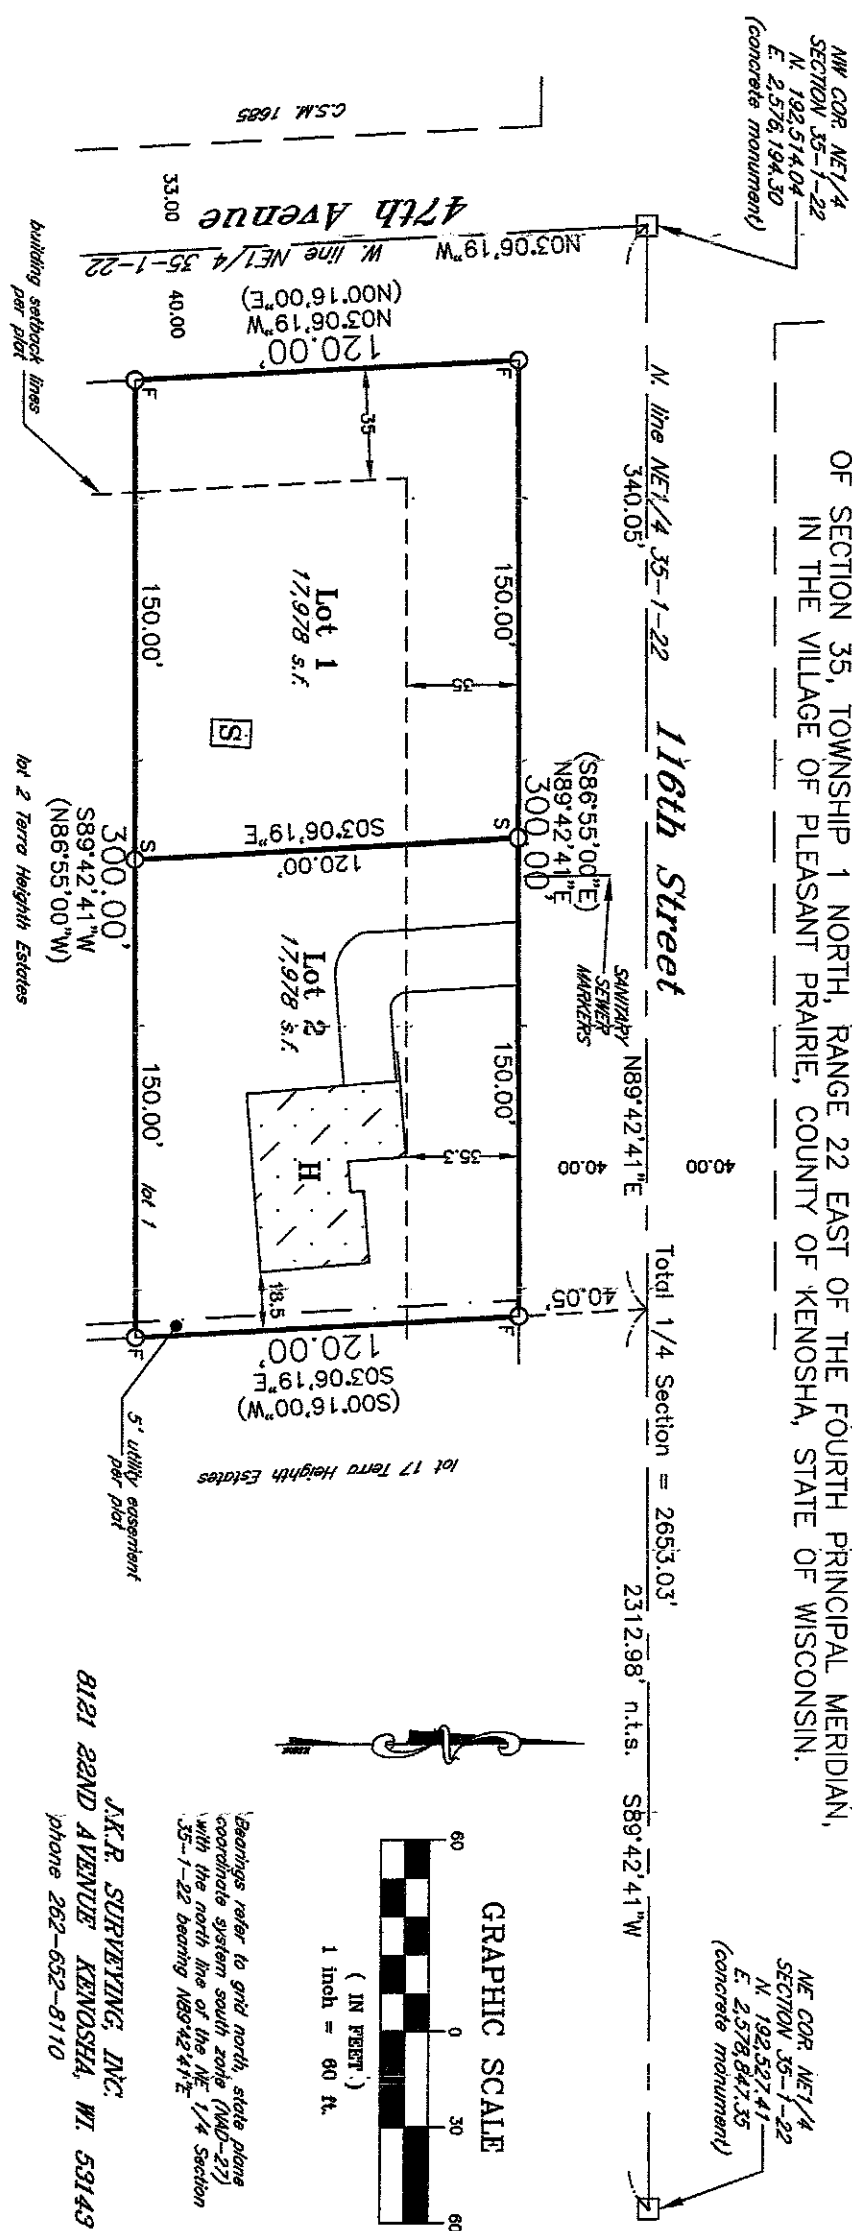 OF SECTION 35, TOWNSHIP 1 NORTH, RANGE 22 EAST OF THE FOURTH PRINCIPAL MERIDIAN,
IN THE VILLAGE OF PLEASANT PRAIRIE, COUNTY OF KENOSHA, STATE OF WISCONSIN.
NW COR. NE1/4
SECTION 35-1-22
N. 192,514.04
E. 2,576,194.30
(concrete monument)
NE COR. NE1/4
SECTION 35-1-22
N. 192,527.41
E. 2,578,847.35
(concrete monument)
N. line NE1/4 35-1-22
340.05'
116th Street
N89°42'41"E
40.00
40.00
Total 1/4 Section = 2653.03'
2312.98' n.t.s.
S89°42'41"W
C.S.M. 1685
47th Avenue
33.00
N03°06'19"W
W. line NE1/4 35-1-22
40.00
(N00°16'00"E)
N03°06'19"W
120.00'
(S86°55'00"E)
N89°42'41"E
300.00'
SANITARY
SEWER
MARKERS
40.05'
F
150.00'
S
150.00'
F
35
35
35.3
Lot 1
17,978 s.f.
S
S03°06'19"E
120.00'
Lot 2
17,978 s.f.
H
18.5
120.00'
S03°06'19"E
(S00°16'00"W)
lot 17 Terra Heighth Estates
F
150.00'
S
150.00'
lot 1
F
300.00'
S89°42'41"W
(N86°55'00"W)
lot 2 Terra Heighth Estates
building setback lines
per plat
5' utility easement
per plat
GRAPHIC SCALE
60
0
30
60
( IN FEET )
1 inch = 60 ft.
Bearings refer to grid north, state plane
coordinate system south zone (NAD-27)
with the north line of the NE 1/4 Section
35-1-22 bearing N89°42'41"E
J.K.R. SURVEYING, INC.
8121 22ND AVENUE KENOSHA, WI. 53143
phone 262-652-8110